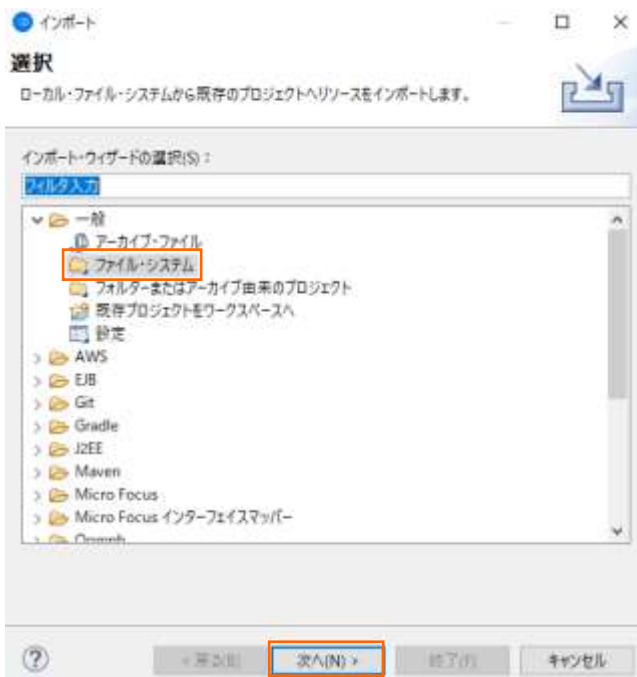 インポート
選択
ローカル・ファイル・システムから既存のプロジェクトへリソースをインポートします。
インポート・ウィザードの選択(S)：
フィルタ入力
一般
アーカイブ・ファイル
ファイル・システム
フォルダーまたはアーカイブ由来のプロジェクト
既存プロジェクトをワークスペースへ
設定
AWS
EJB
Git
Gradle
J2EE
Maven
Micro Focus
Micro Focus インターフェイスマッパー
Oomph
< 戻る(B)
次へ(N) >
終了(F)
キャンセル